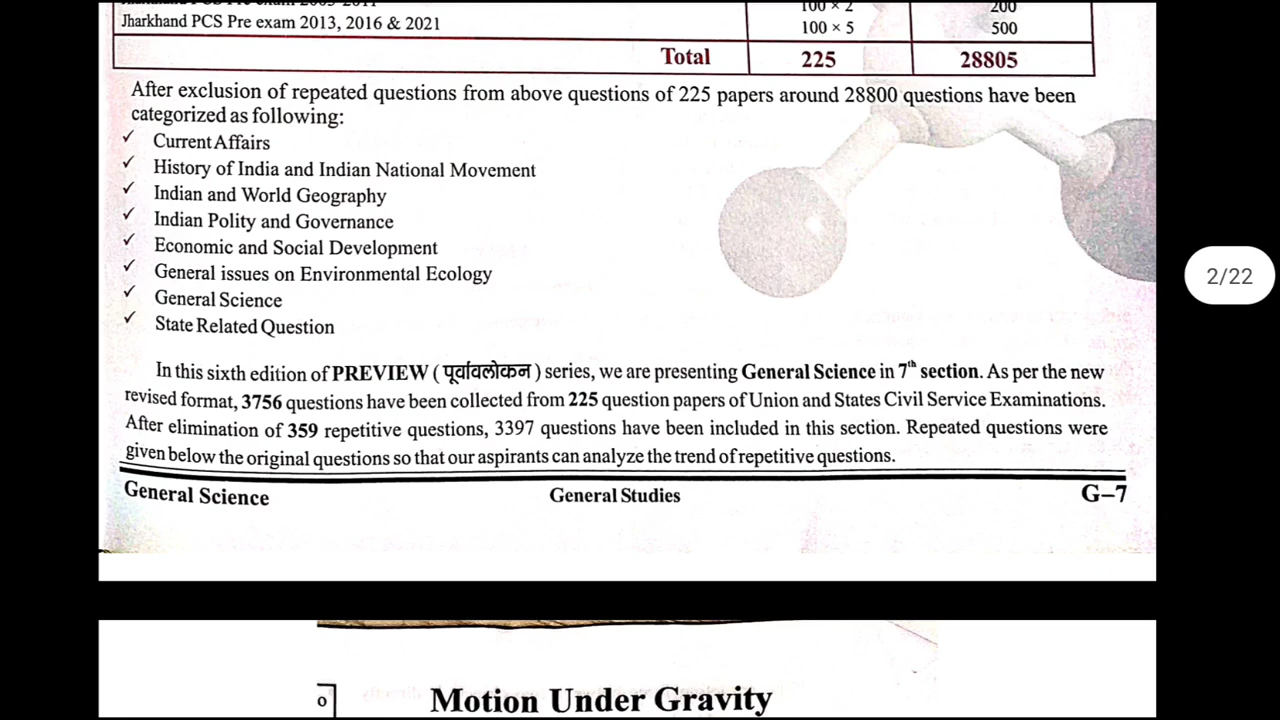 100 × 2 200
Jharkhand PCS Pre exam 2013, 2016 & 2021 100 × 5 500
Total 225 28805
After exclusion of repeated questions from above questions of 225 papers around 28800 questions have been
categorized as following:
✓ Current Affairs
✓ History of India and Indian National Movement
✓ Indian and World Geography
✓ Indian Polity and Governance
✓ Economic and Social Development
✓ General issues on Environmental Ecology
✓ General Science
✓ State Related Question
2/22
In this sixth edition of PREVIEW ( पूर्वावलोकन ) series, we are presenting General Science in 7th section. As per the new
revised format, 3756 questions have been collected from 225 question papers of Union and States Civil Service Examinations.
After elimination of 359 repetitive questions, 3397 questions have been included in this section. Repeated questions were
given below the original questions so that our aspirants can analyze the trend of repetitive questions.
General Science General Studies G–7
Motion Under Gravity